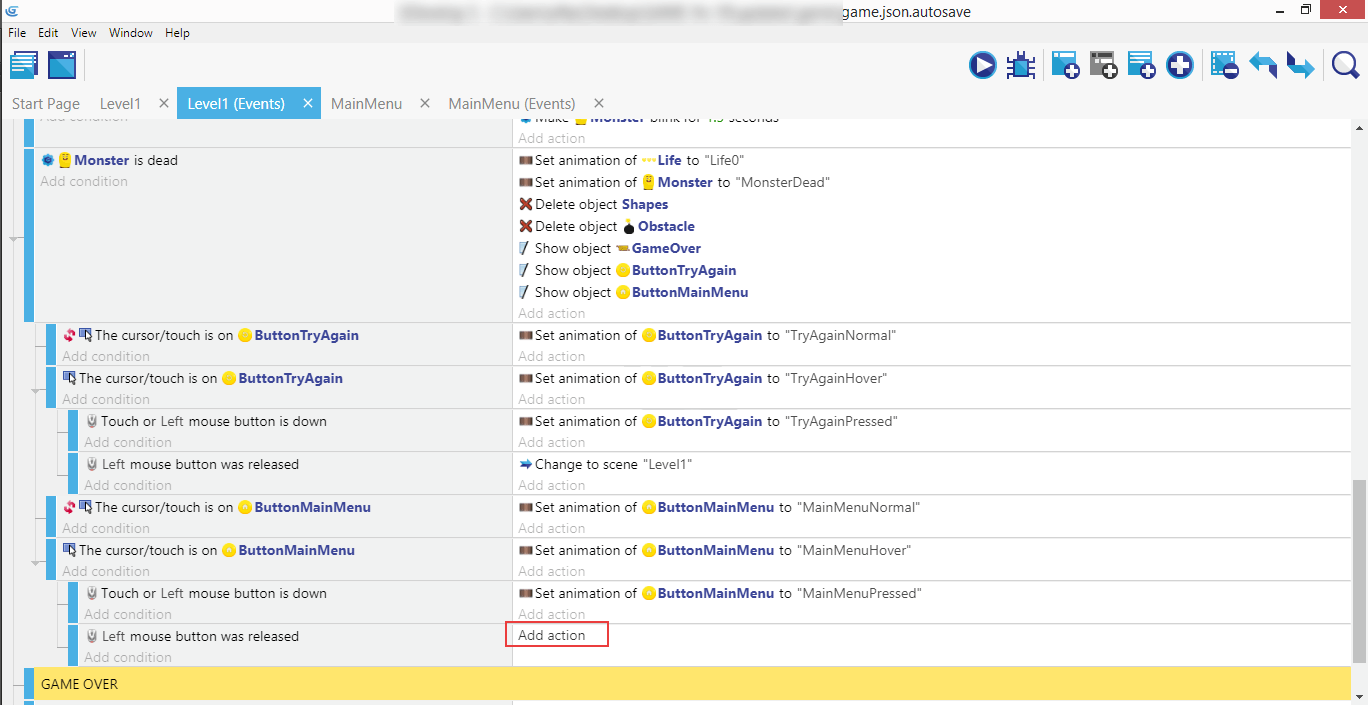 game.json.autosave
File Edit View Window Help
Start Page Level1 Level1 (Events) MainMenu MainMenu (Events)
Add condition Make Monster blink for 1.5 seconds
Add action
Monster is dead Set animation of Life to "Life0"
Add condition Set animation of Monster to "MonsterDead"
Delete object Shapes
Delete object Obstacle
Show object GameOver
Show object ButtonTryAgain
Show object ButtonMainMenu
Add action
The cursor/touch is on ButtonTryAgain Set animation of ButtonTryAgain to "TryAgainNormal"
Add condition Add action
The cursor/touch is on ButtonTryAgain Set animation of ButtonTryAgain to "TryAgainHover"
Add condition Add action
Touch or Left mouse button is down Set animation of ButtonTryAgain to "TryAgainPressed"
Add condition Add action
Left mouse button was released Change to scene "Level1"
Add condition Add action
The cursor/touch is on ButtonMainMenu Set animation of ButtonMainMenu to "MainMenuNormal"
Add condition Add action
The cursor/touch is on ButtonMainMenu Set animation of ButtonMainMenu to "MainMenuHover"
Add condition Add action
Touch or Left mouse button is down Set animation of ButtonMainMenu to "MainMenuPressed"
Add condition Add action
Left mouse button was released Add action
Add condition
GAME OVER